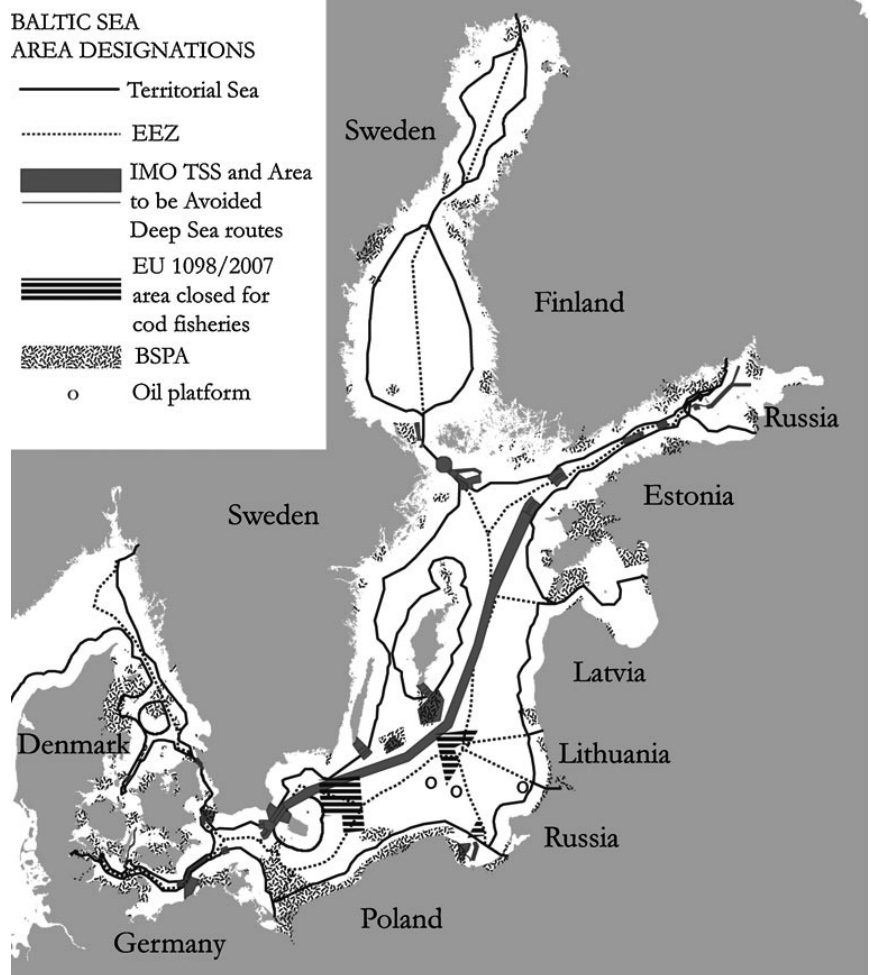 BALTIC SEA
AREA DESIGNATIONS
Territorial Sea
EEZ
IMO TSS and Area
to be Avoided
Deep Sea routes
EU 1098/2007
area closed for
cod fisheries
BSPA
Oil platform
Sweden
Finland
Russia
Estonia
Sweden
Latvia
Denmark
Lithuania
Russia
Poland
Germany